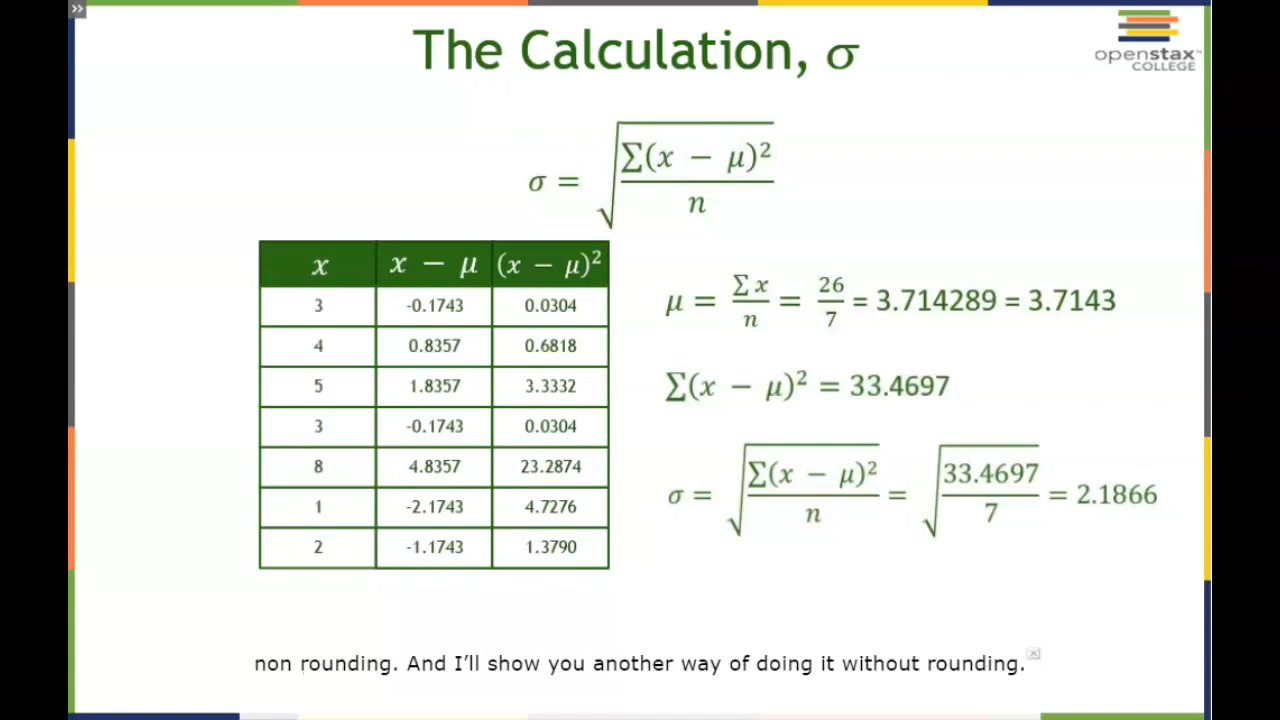 »
The Calculation, σ
openstax™
COLLEGE
σ = √(∑(x − μ)² / n)
x | x − μ | (x − μ)²
3 | -0.1743 | 0.0304
4 | 0.8357 | 0.6818
5 | 1.8357 | 3.3332
3 | -0.1743 | 0.0304
8 | 4.8357 | 23.2874
1 | -2.1743 | 4.7276
2 | -1.1743 | 1.3790
μ = ∑ x / n = 26 / 7 = 3.714289 = 3.7143
∑(x − μ)² = 33.4697
σ = √(∑(x − μ)² / n) = √(33.4697 / 7) = 2.1866
non rounding. And I’ll show you another way of doing it without rounding.